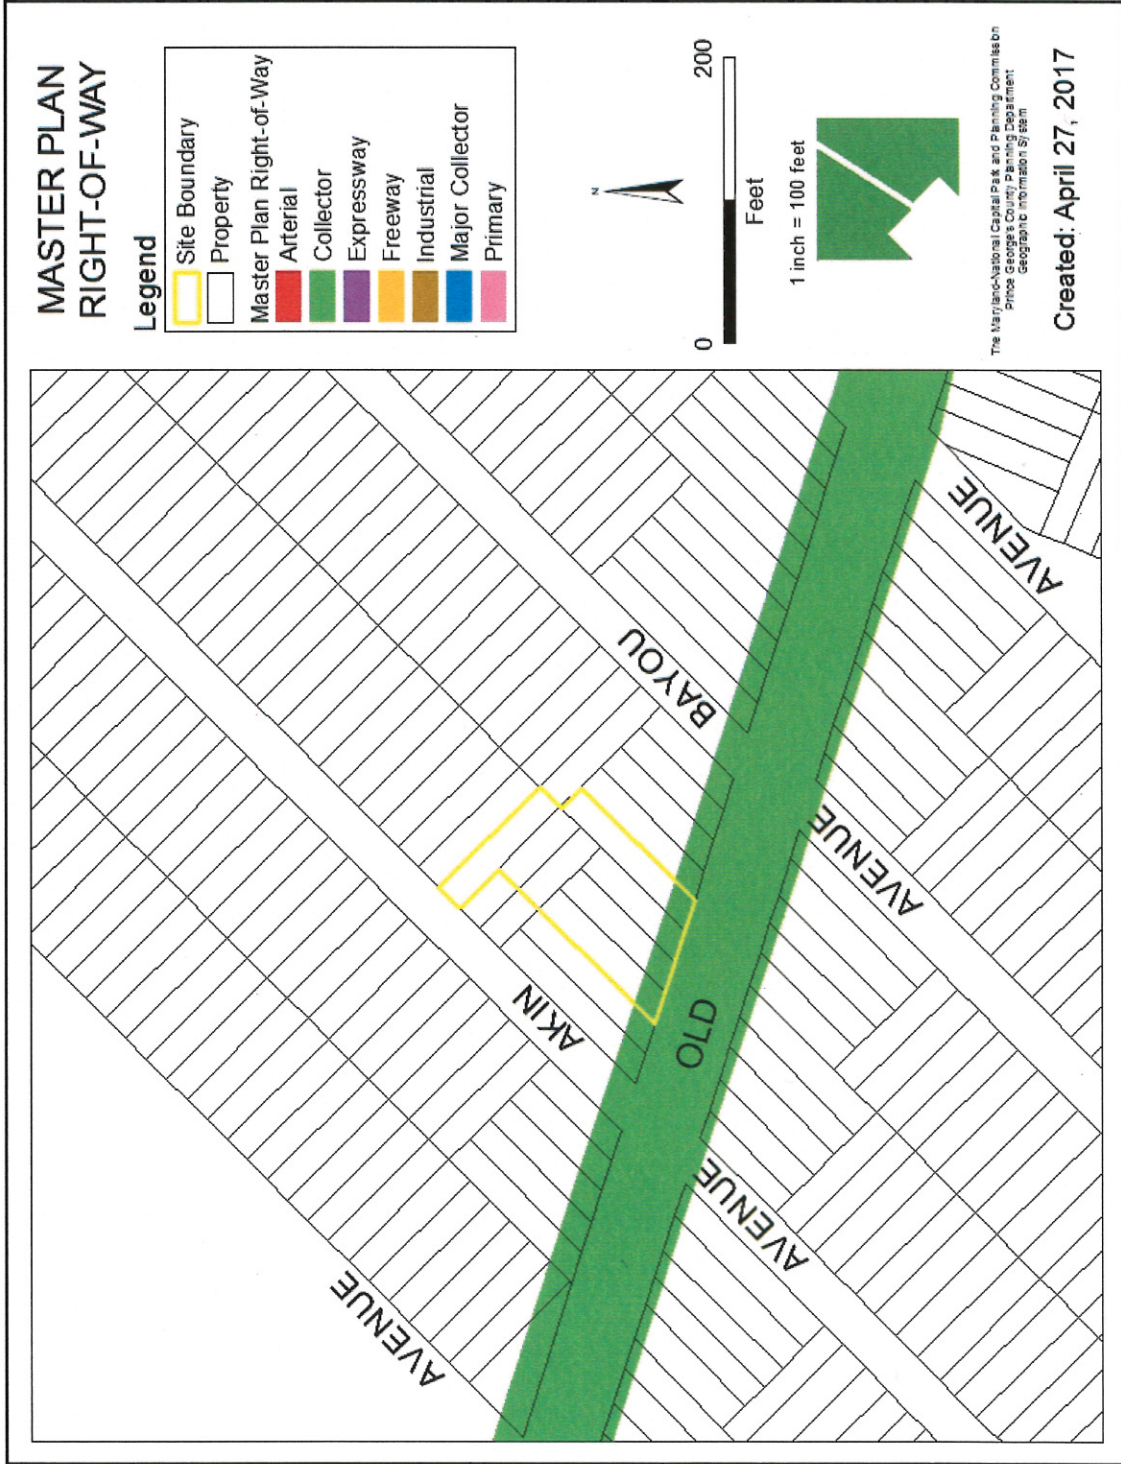 MASTER PLAN
RIGHT-OF-WAY
Legend
Site Boundary
Property
Master Plan Right-of-Way
Arterial
Collector
Expressway
Freeway
Industrial
Major Collector
Primary
N
0
200
Feet
1 inch = 100 feet
The Maryland-National Capital Park and Planning Commission
Prince George's County Planning Department
Geographic Information System
Created: April 27, 2017
AVENUE
AKIN
BAYOU
OLD
AVENUE
AVENUE
AVENUE